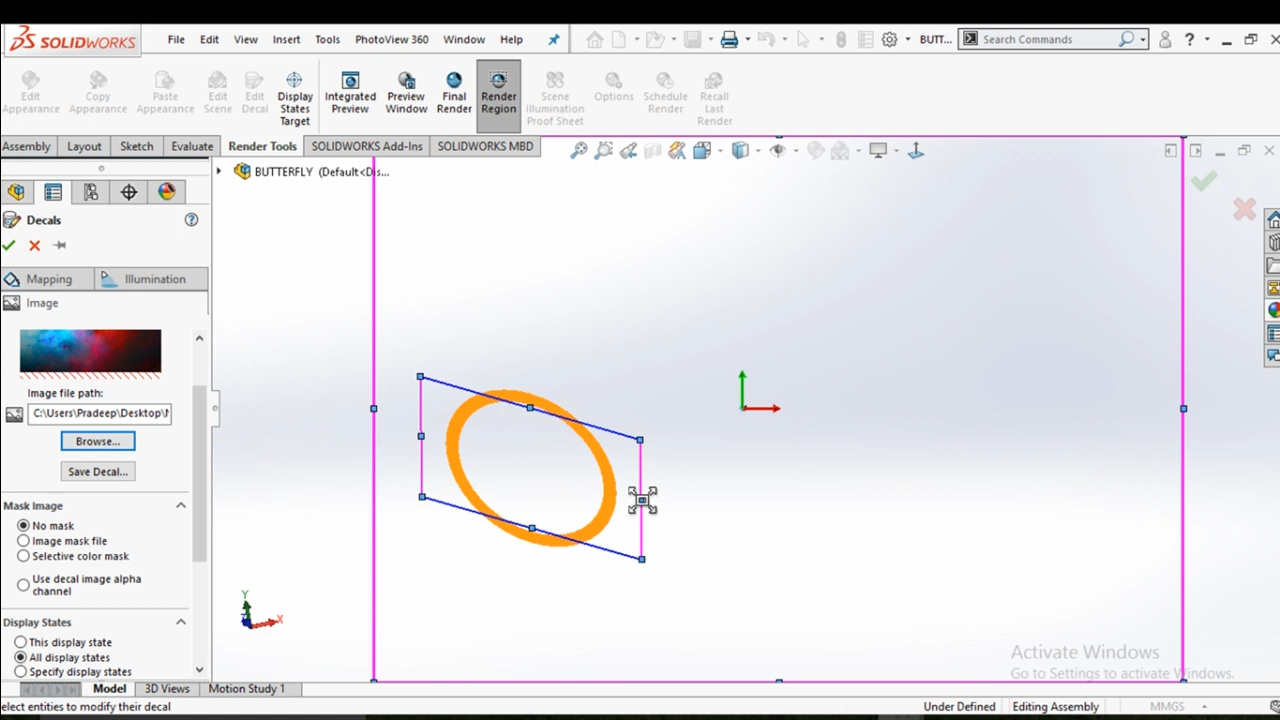 SOLIDWORKS File Edit View Insert Tools PhotoView 360 Window Help BUTT... Search Commands ?
Edit Appearance
Copy Appearance
Paste Appearance
Edit Scene
Edit Decal
Display States Target
Integrated Preview
Preview Window
Final Render
Render Region
Scene Illumination Proof Sheet
Options
Schedule Render
Recall Last Render
Assembly Layout Sketch Evaluate Render Tools SOLIDWORKS Add-Ins SOLIDWORKS MBD
BUTTERFLY (Default<Dis...
Decals ?
Mapping Illumination
Image
Image file path:
C:\Users\Pradeep\Desktop\
Browse...
Save Decal...
Mask Image
No mask
Image mask file
Selective color mask
Use decal image alpha
channel
Display States
This display state
All display states
Specify display states
Y
Z X
Activate Windows
Go to Settings to activate Windows.
Model 3D Views Motion Study 1
elect entities to modify their decal Under Defined Editing Assembly MMGS